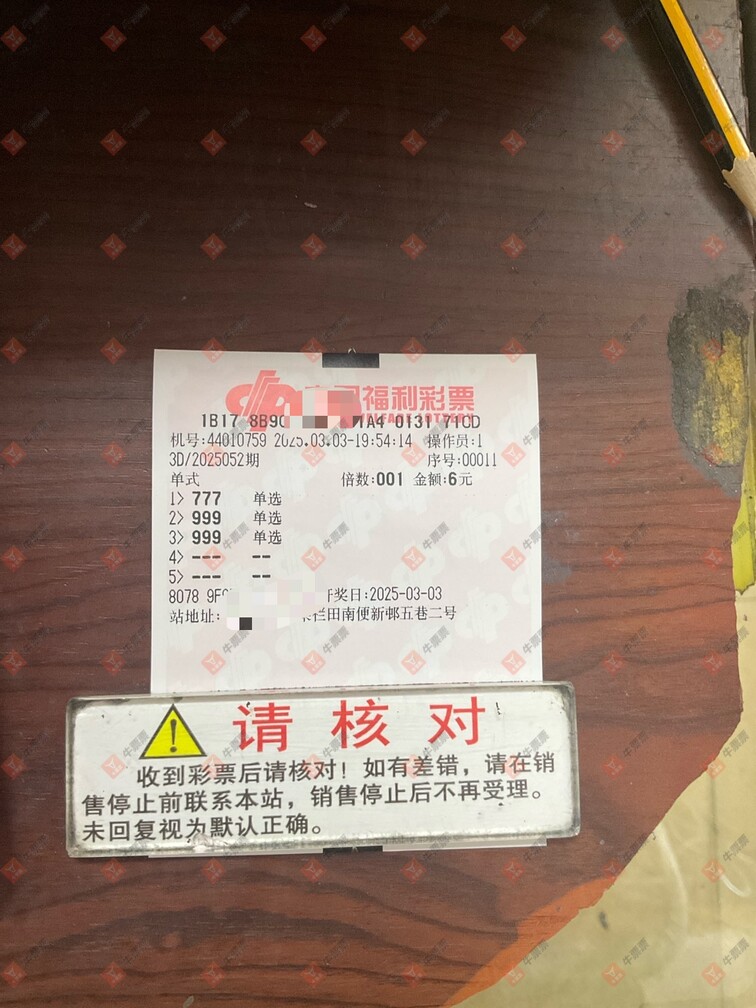 福利彩票
1B17 8B90 1A4 0131 71CD
机号:44010759 2025.03.03-19:54:14 操作员:1
3D/2025052期 序号:00011
单式 倍数:001 金额:6元
1> 777 单选
2> 999 单选
3> 999 单选
4> --- --
5> --- --
8078 开奖日:2025-03-03
站地址: 栏田南便新邨五巷二号
请核对
收到彩票后请核对！如有差错，请在销
售停止前联系本站，销售停止后不再受理。
未回复视为默认正确。
牛票票